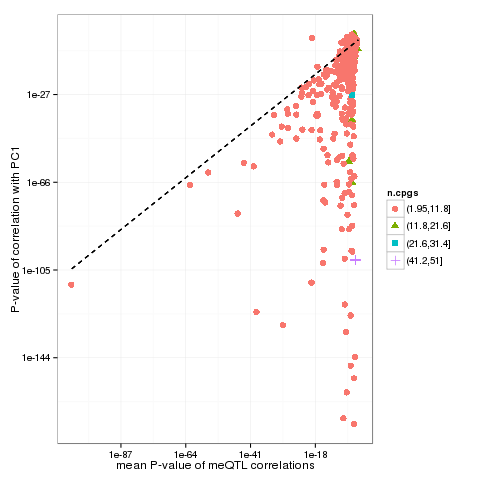 P-value of correlation with PC1
1e-27
1e-66
1e-105
1e-144
1e-87
1e-64
1e-41
1e-18
mean P-value of meQTL correlations
n.cpgs
(1.95,11.8]
(11.8,21.6]
(21.6,31.4]
(41.2,51]